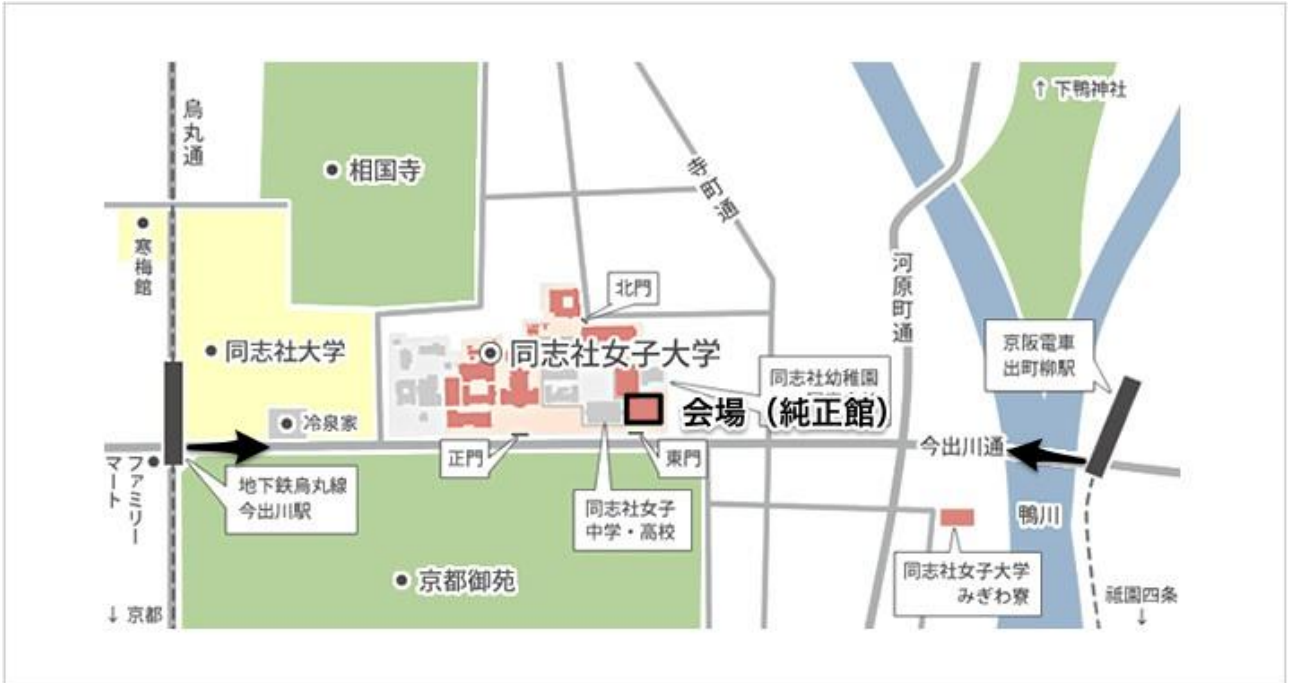 ↑ 下鴨神社
烏丸通
相国寺
寺町通
寒梅館
河原町通
北門
同志社大学
同志社女子大学
京阪電車
出町柳駅
同志社幼稚園
会場（純正館）
冷泉家
正門
東門
今出川通
ファミリー
マート
地下鉄烏丸線
今出川駅
同志社女子
中学・高校
鴨川
京都御苑
同志社女子大学
みぎわ寮
↓ 京都
祗園四条
↓